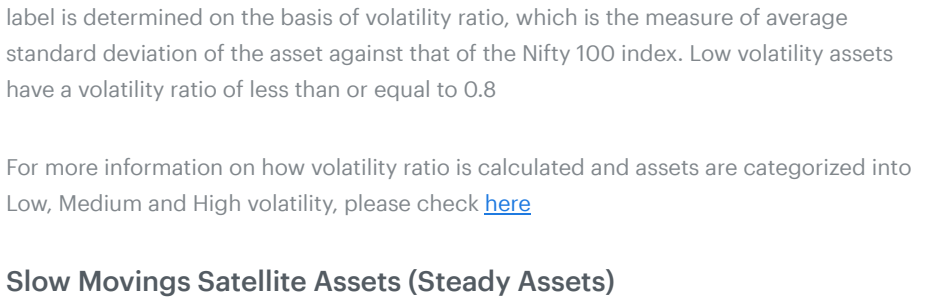 label is determined on the basis of volatility ratio, which is the measure of average
standard deviation of the asset against that of the Nifty 100 index. Low volatility assets
have a volatility ratio of less than or equal to 0.8
For more information on how volatility ratio is calculated and assets are categorized into
Low, Medium and High volatility, please check here
Slow Movings Satellite Assets (Steady Assets)